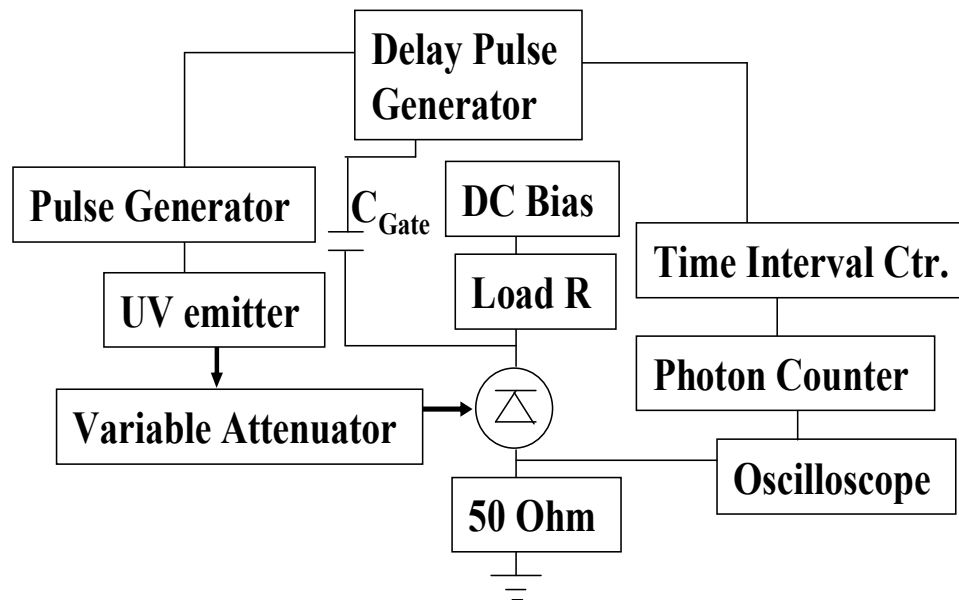 Delay Pulse
Generator
Pulse Generator
C_Gate
DC Bias
Time Interval Ctr.
UV emitter
Load R
Photon Counter
Variable Attenuator
Oscilloscope
50 Ohm